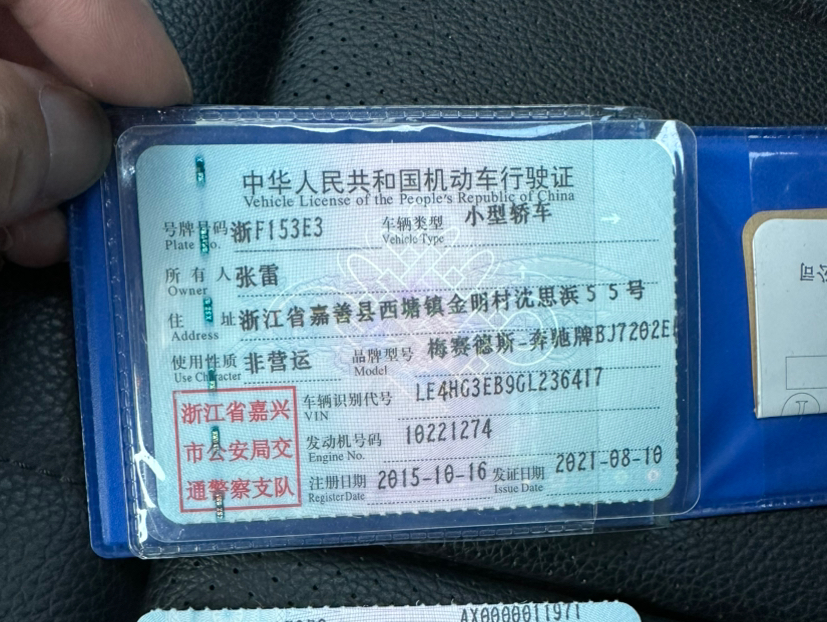 中华人民共和国机动车行驶证
Vehicle License of the People's Republic of China
号牌号码 浙F153E3 车辆类型 小型轿车
Plate No. Vehicle Type
所有人 张雷
Owner
住址 浙江省嘉善县西塘镇金明村沈思浜55号
Address
使用性质 非营运 品牌型号 梅赛德斯-奔驰牌BJ7202E
Use Character Model
浙江省嘉兴
市公安局交
通警察支队
车辆识别代号 LE4HG3EB9GL236417
VIN
发动机号码 10221274
Engine No.
注册日期 2015-10-16 发证日期 2021-08-10
Register Date Issue Date
公司
AX0000011971